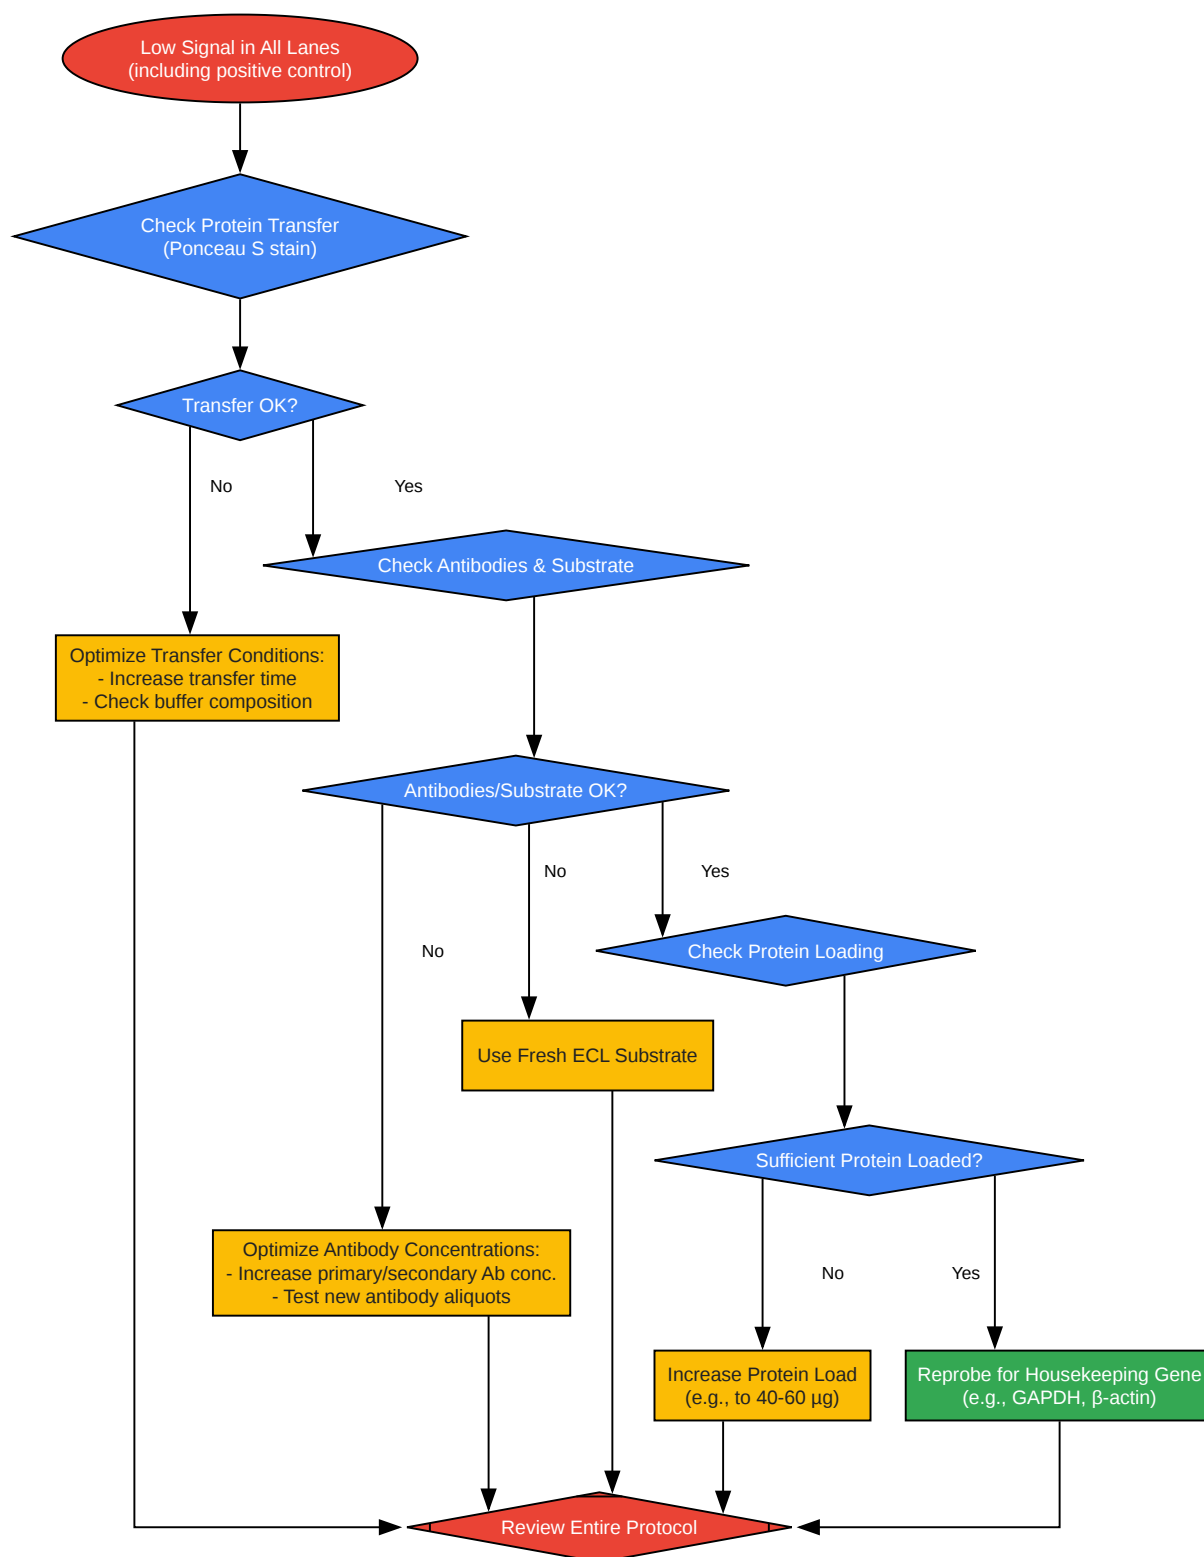 Low Signal in All Lanes
(including positive control)
Check Protein Transfer
(Ponceau S stain)
Transfer OK?
No
Yes
Check Antibodies & Substrate
Optimize Transfer Conditions:
- Increase transfer time
- Check buffer composition
Antibodies/Substrate OK?
No
Yes
No
Check Protein Loading
Use Fresh ECL Substrate
Sufficient Protein Loaded?
Optimize Antibody Concentrations:
- Increase primary/secondary Ab conc.
- Test new antibody aliquots
No
Yes
Increase Protein Load
(e.g., to 40-60 µg)
Reprobe for Housekeeping Gene
(e.g., GAPDH, β-actin)
Review Entire Protocol